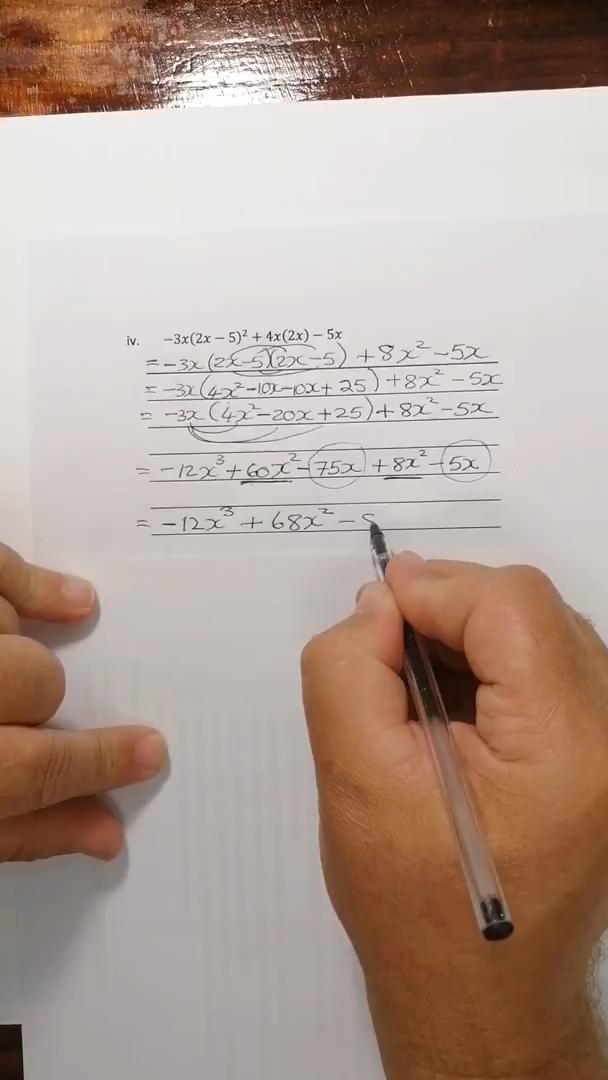 iv. −3x(2x − 5)² + 4x(2x) − 5x
= −3x(2x−5)(2x−5) + 8x² − 5x
= −3x(4x²−10x−10x+25) + 8x² − 5x
= −3x(4x²−20x+25) + 8x² − 5x
= −12x³ + 60x² − 75x + 8x² − 5x
= −12x³ + 68x² −